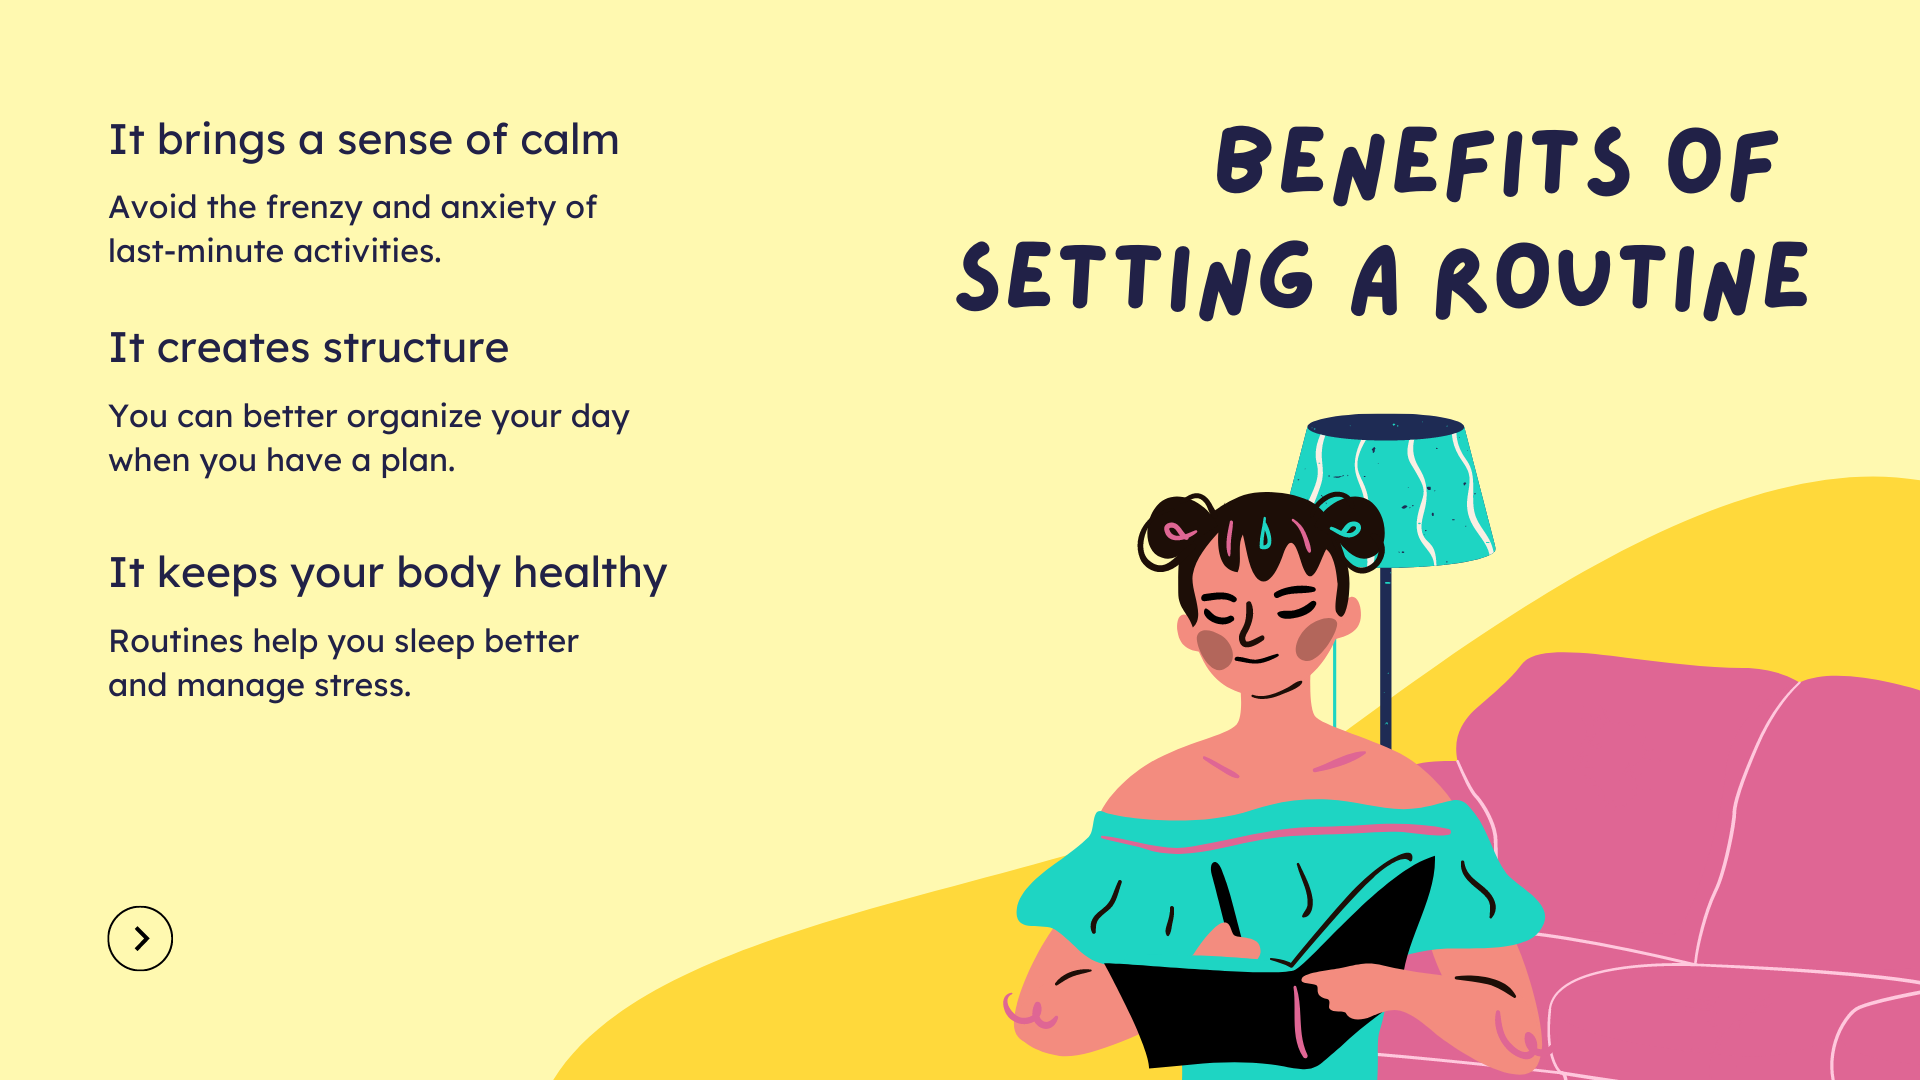 BENEFITS OF
SETTING A ROUTINE
It brings a sense of calm
Avoid the frenzy and anxiety of
last-minute activities.
It creates structure
You can better organize your day
when you have a plan.
It keeps your body healthy
Routines help you sleep better
and manage stress.